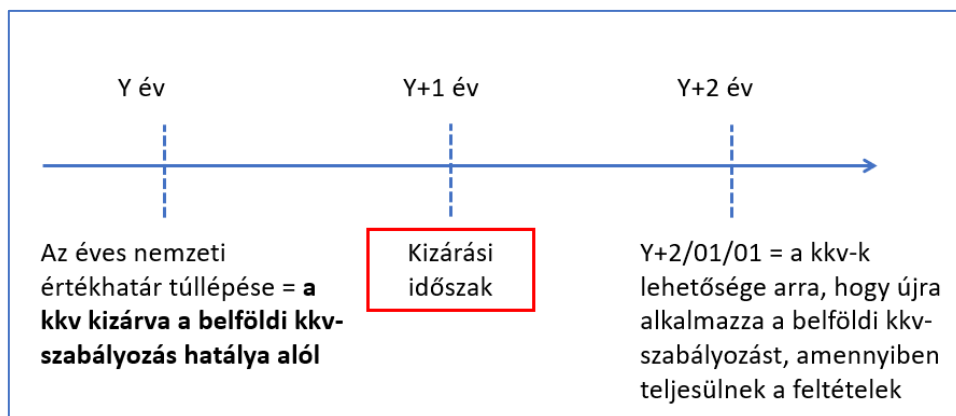 Y év
Y+1 év
Y+2 év
Az éves nemzeti
értékhatár túllépése = a
kkv kizárva a belföldi kkv-
szabályozás hatálya alól
Kizárási
időszak
Y+2/01/01 = a kkv-k
lehetősége arra, hogy újra
alkalmazza a belföldi kkv-
szabályozást, amennyiben
teljesülnek a feltételek